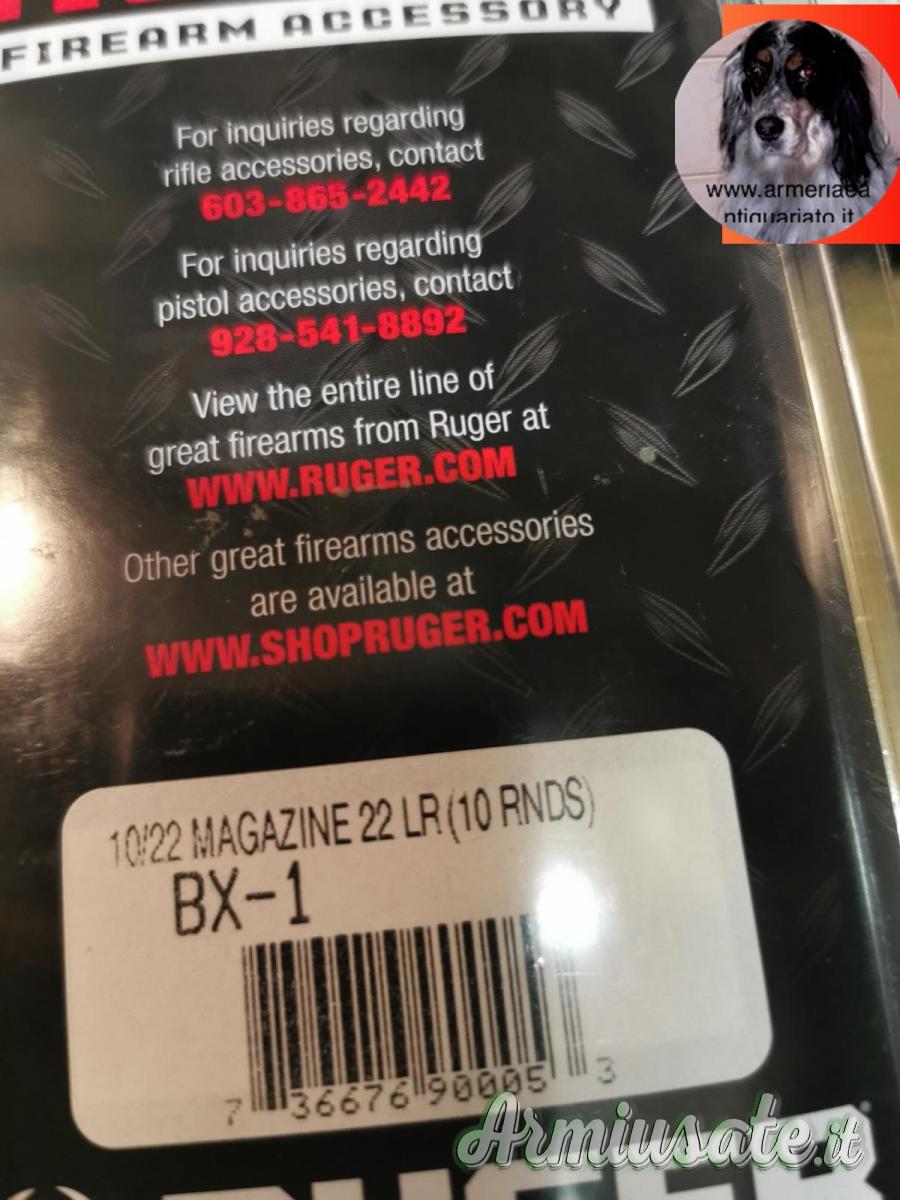 FIREARM ACCESSORY
www.armeriaea
ntiquariato.it
For inquiries regarding
rifle accessories, contact
603-865-2442
For inquiries regarding
pistol accessories, contact
928-541-8892
View the entire line of
great firearms from Ruger at
WWW.RUGER.COM
Other great firearms accessories
are available at
WWW.SHOPRUGER.COM
10/22 MAGAZINE 22 LR (10 RNDS)
BX-1
7 36676 90005 3
Armiusate.it
RUGER